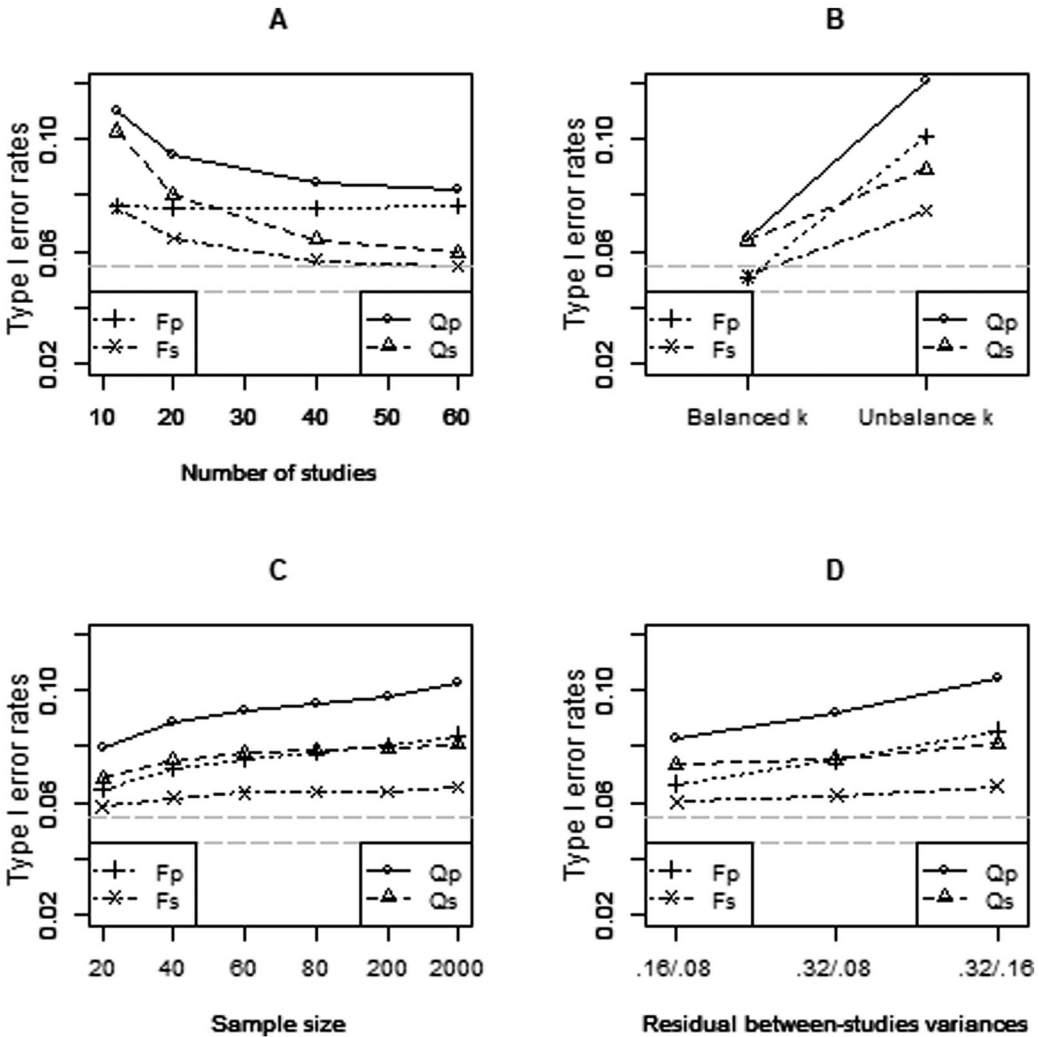 A
Type I error rates
0.02 0.06 0.10
Fp
Fs
Qp
Qs
10 20 30 40 50 60
Number of studies
B
Type I error rates
0.02 0.06 0.10
Fp
Fs
Qp
Qs
Balanced k Unbalance k
C
Type I error rates
0.02 0.06 0.10
Fp
Fs
Qp
Qs
20 40 60 80 200 2000
Sample size
D
Type I error rates
0.02 0.06 0.10
Fp
Fs
Qp
Qs
.16/.08 .32/.08 .32/.16
Residual between-studies variances